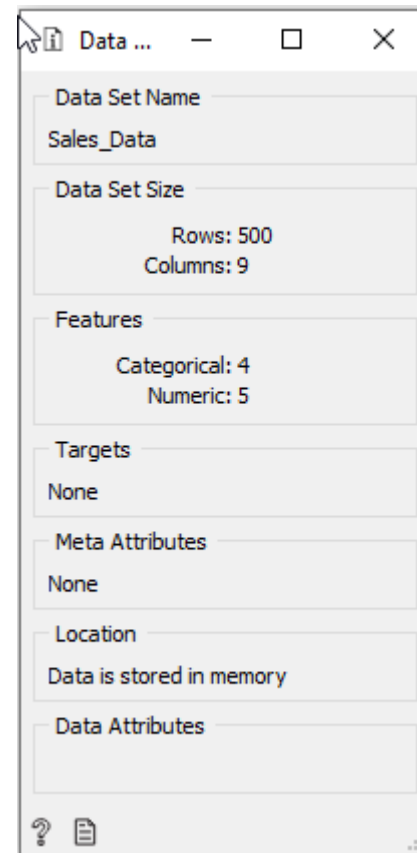 Data ...
Data Set Name
Sales_Data
Data Set Size
Rows: 500
Columns: 9
Features
Categorical: 4
Numeric: 5
Targets
None
Meta Attributes
None
Location
Data is stored in memory
Data Attributes
?